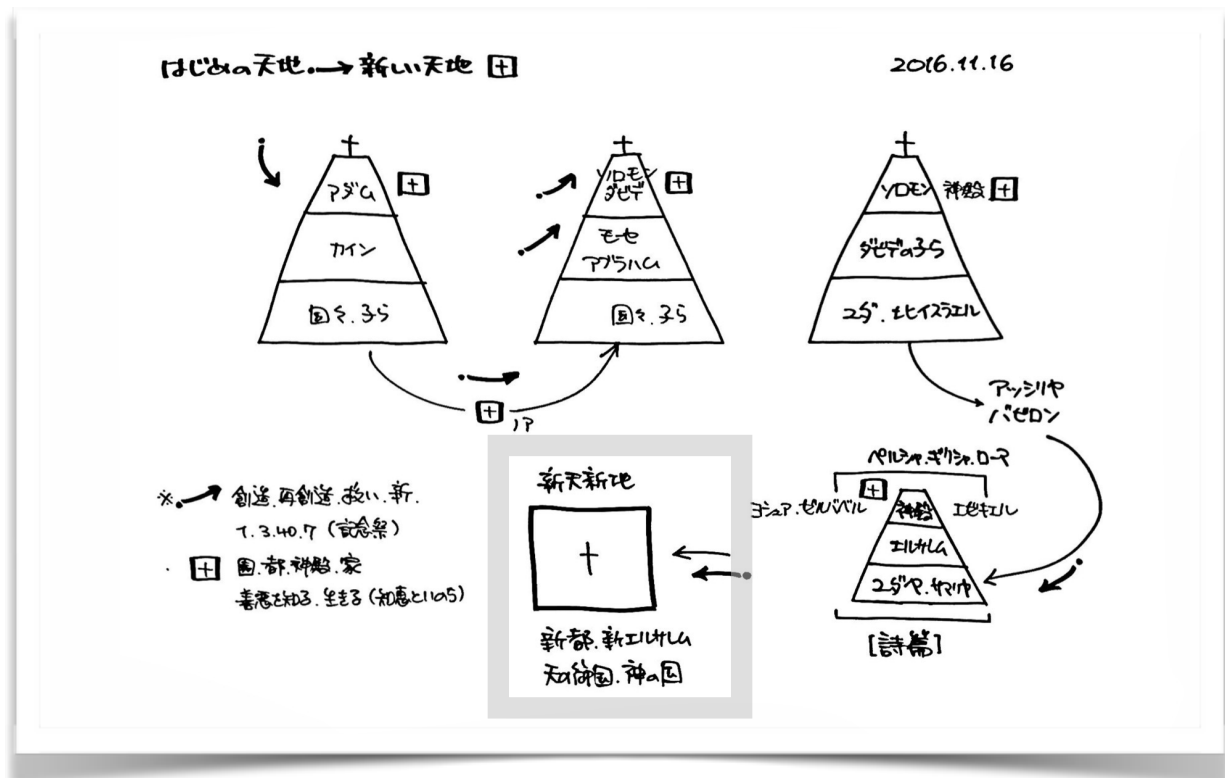 はじめの天地.→新しい天地 田
2016.11.16
アダム
カイン
国々.子ら
ノア
ソロモン
ダビデ
モーセ
アブラハム
国々.子ら
ソロモン 神殿
ダビデの子ら
ユダ.北イスラエル
アッシリヤ
バビロン
ペルシャ.ギリシャ.ローマ
ヨシュア.ゼルバベル
神殿
エゼキエル
エルサレム
ユダヤ.サマリヤ
[詩篇]
新天新地
新都.新エルサレム
天の御国.神の国
※ 創造.再創造.救い.新.
7.3.40.7 (記念祭)
園.都.神殿.家
善悪を知る.生きる (知恵といのち)